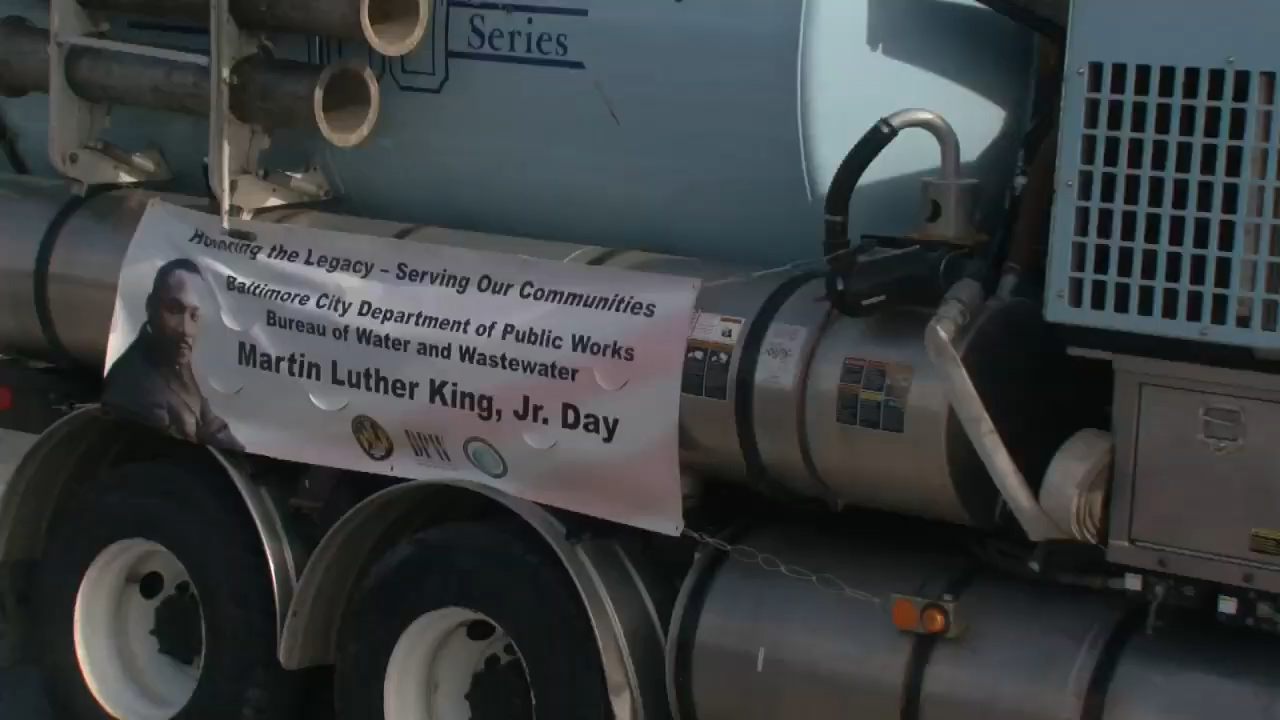 Series
Honoring the Legacy – Serving Our Communities
Baltimore City Department of Public Works
Bureau of Water and Wastewater
Martin Luther King, Jr. Day
DPW